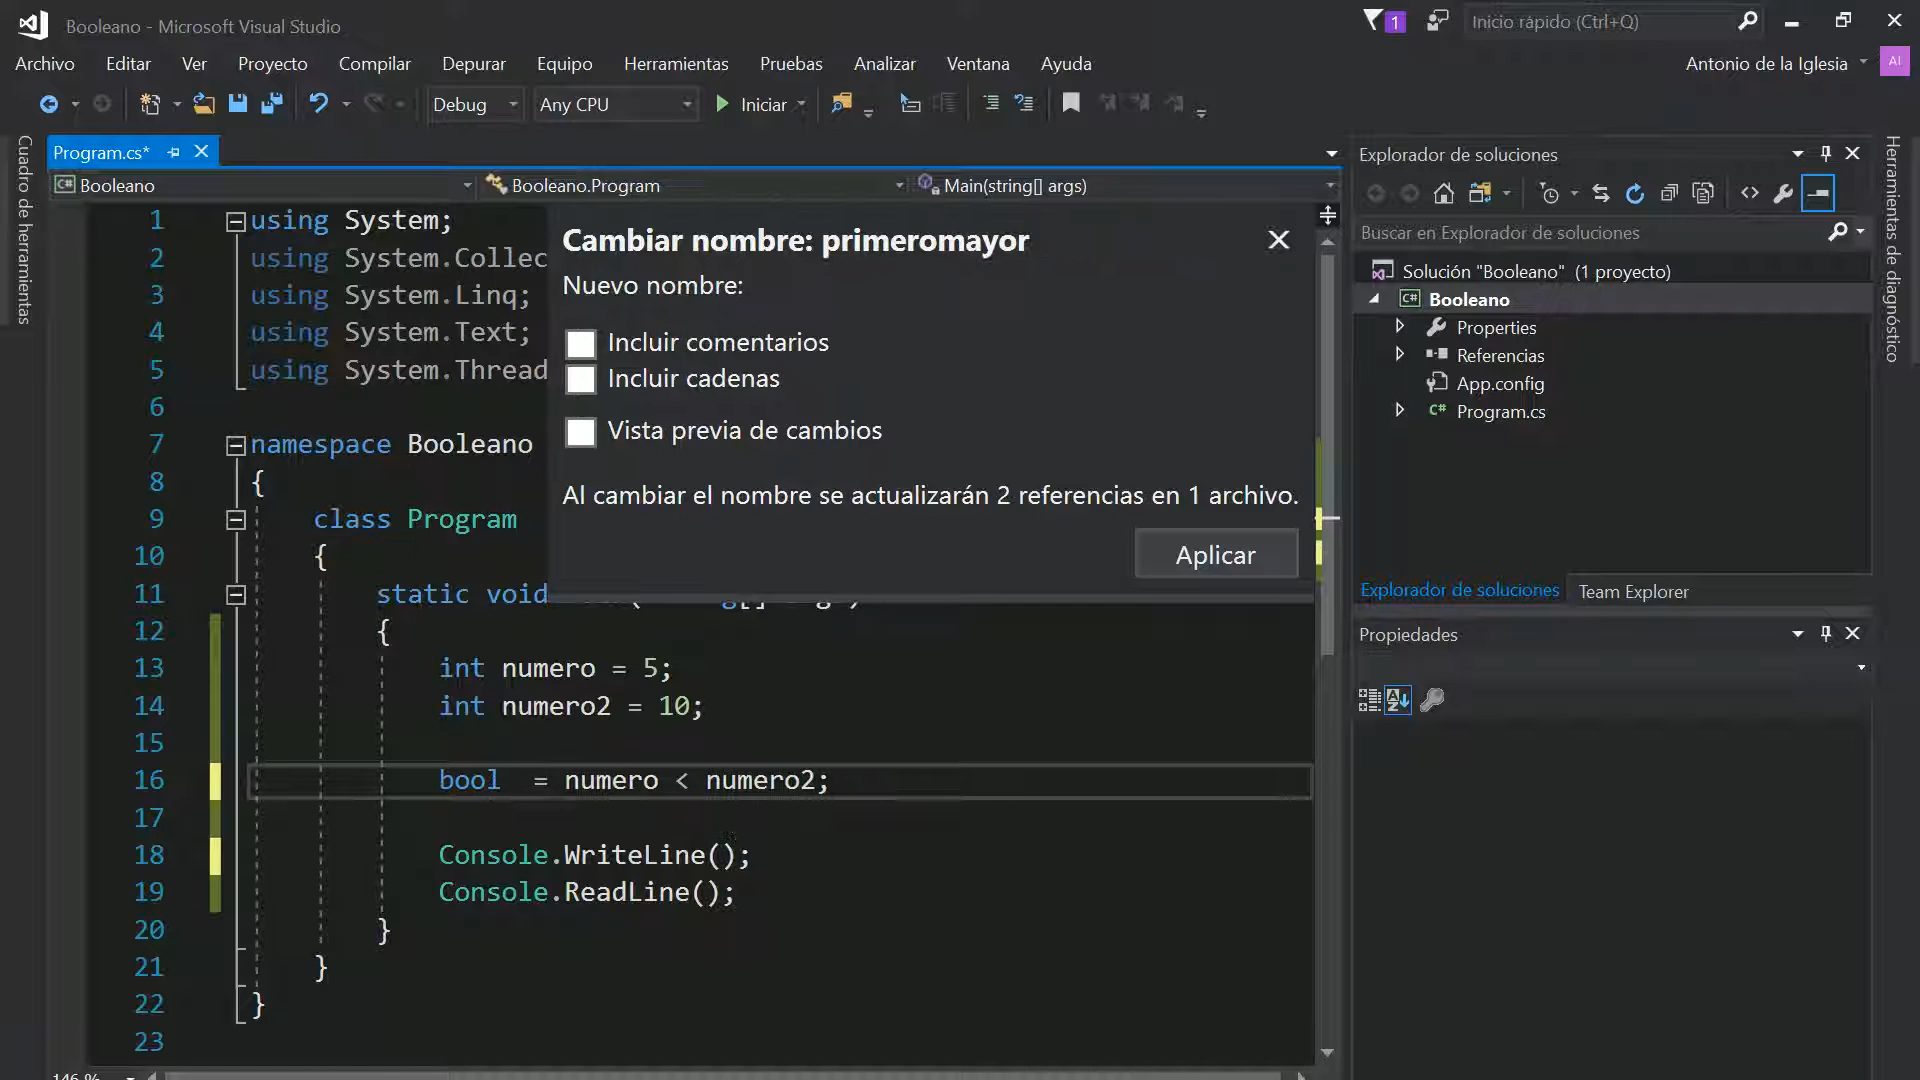 Booleano - Microsoft Visual Studio
1
Inicio rápido (Ctrl+Q)
Archivo Editar Ver Proyecto Compilar Depurar Equipo Herramientas Pruebas Analizar Ventana Ayuda
Antonio de la Iglesia
AI
Debug
Any CPU
Iniciar
Cuadro de herramientas
Program.cs*
Booleano
Booleano.Program
Main(string[] args)
1 using System;
2 using System.Collec
3 using System.Linq;
4 using System.Text;
5 using System.Thread
6
7 namespace Booleano
8 {
9 class Program
10 {
11 static void
12 {
13 int numero = 5;
14 int numero2 = 10;
15
16 bool = numero < numero2;
17
18 Console.WriteLine();
19 Console.ReadLine();
20 }
21 }
22 }
23
146 %
Cambiar nombre: primeromayor
Nuevo nombre:
Incluir comentarios
Incluir cadenas
Vista previa de cambios
Al cambiar el nombre se actualizarán 2 referencias en 1 archivo.
Aplicar
Explorador de soluciones
Buscar en Explorador de soluciones
Solución "Booleano" (1 proyecto)
C# Booleano
Properties
Referencias
App.config
C# Program.cs
Explorador de soluciones
Team Explorer
Propiedades
Herramientas de diagnóstico